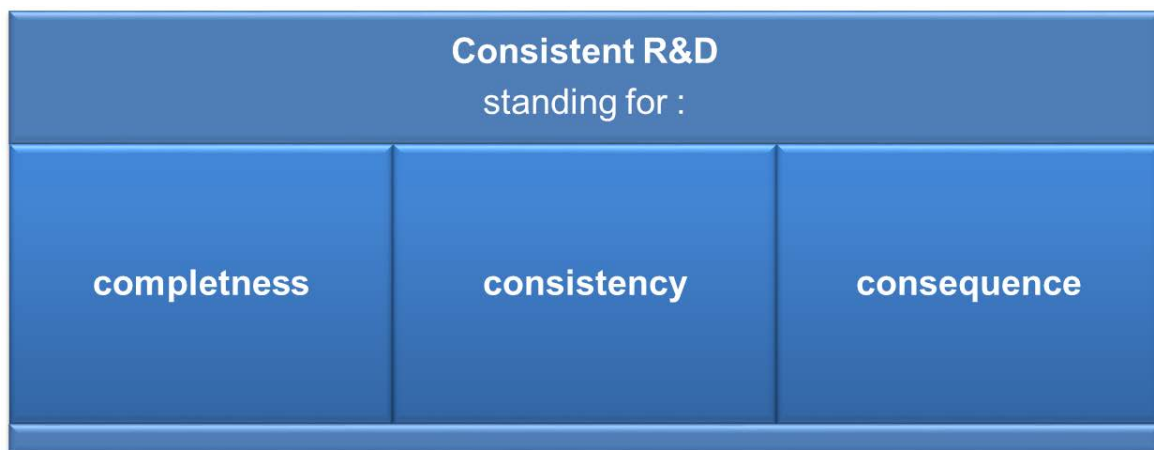 Consistent R&D
standing for :
completness
consistency
consequence